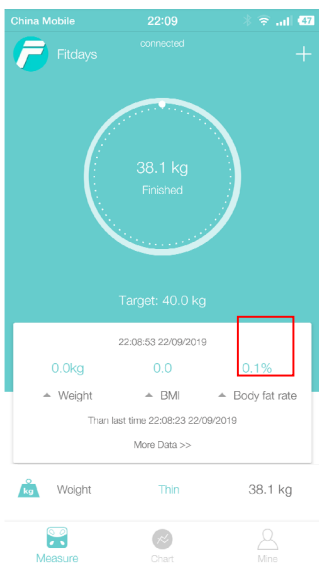 China Mobile 22:09 47
Fitdays connected +
38.1 kg
Finished
Target: 40.0 kg
22:08:53 22/09/2019
0.0kg 0.0 0.1%
Weight BMI Body fat rate
Than last time 22:08:23 22/09/2019
More Data >>
kg Weight Thin 38.1 kg
Measure Chart Mine